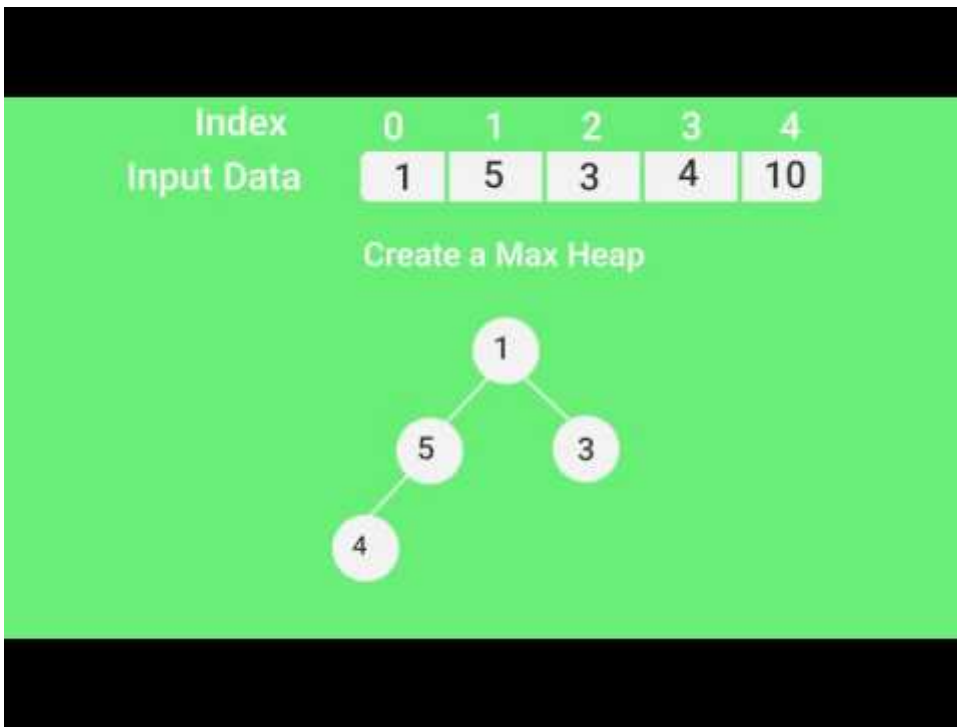 Index 0 1 2 3 4
Input Data 1 5 3 4 10
Create a Max Heap
1
5 3
4